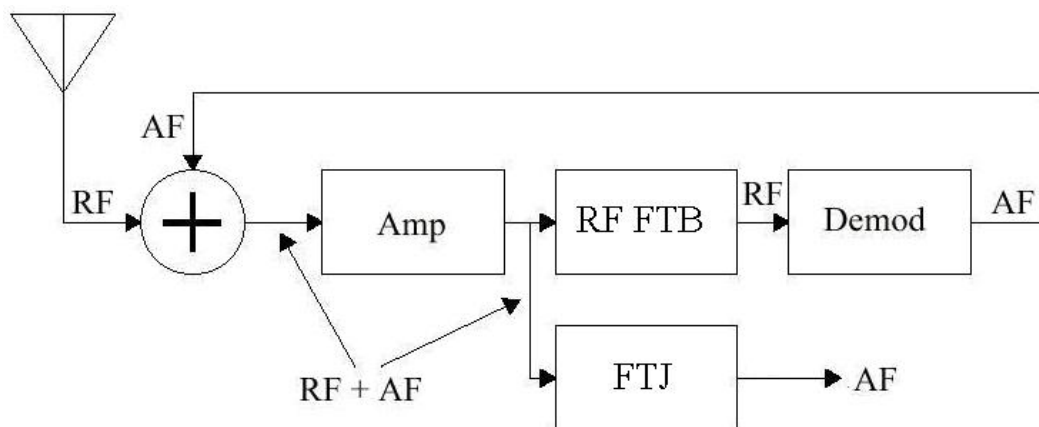 AF
RF
Amp
RF FTB
RF
Demod
AF
RF + AF
FTJ
AF